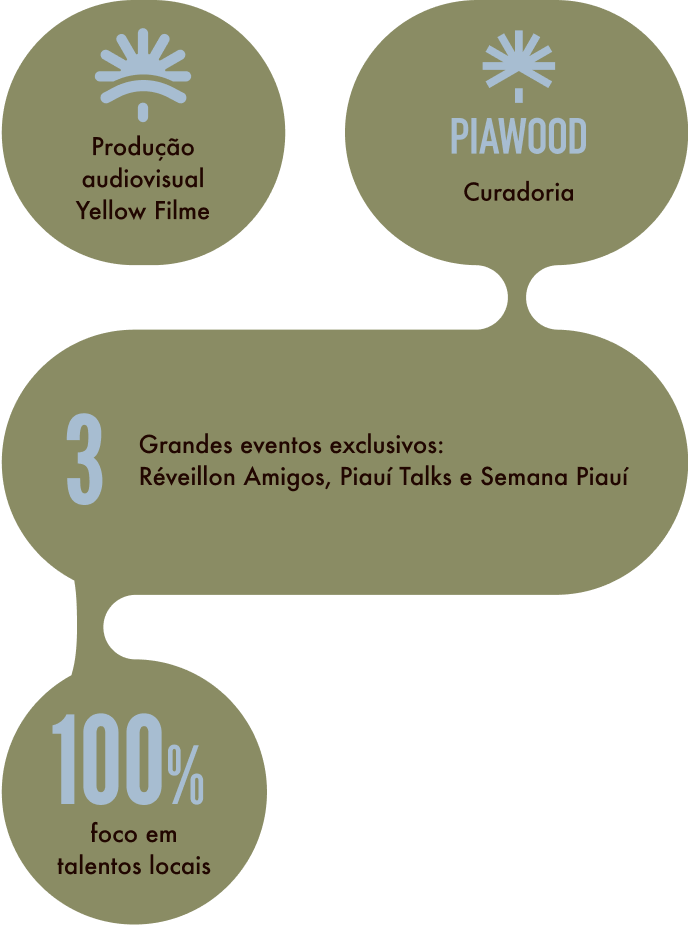 Produção
audiovisual
Yellow Filme
PIAWOOD
Curadoria
3
Grandes eventos exclusivos:
Réveillon Amigos, Piauí Talks e Semana Piauí
100%
foco em
talentos locais